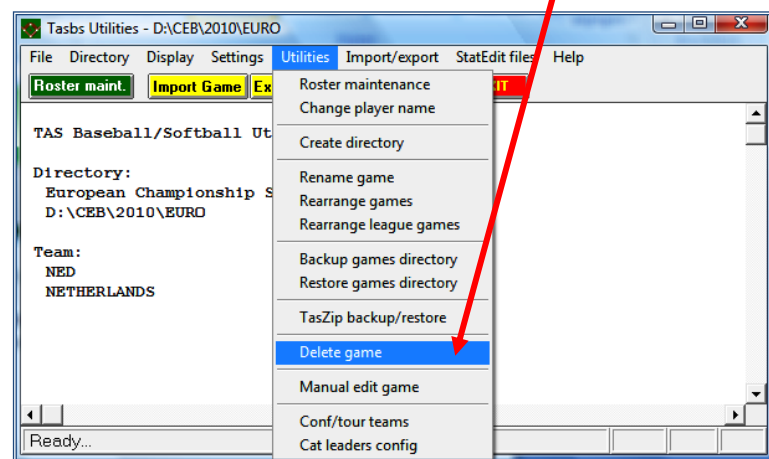 Tasbs Utilities - D:\CEB\2010\EURO
File Directory Display Settings Utilities Import/export StatEdit files Help
Roster maint. Import Game Ex IT
Roster maintenance
Change player name
TAS Baseball/Softball Ut
Create directory
Directory:
Rename game
European Championship S
Rearrange games
D:\CEB\2010\EURO
Rearrange league games
Team:
Backup games directory
NED
Restore games directory
NETHERLANDS
TasZip backup/restore
Delete game
Manual edit game
Conf/tour teams
Ready...
Cat leaders config